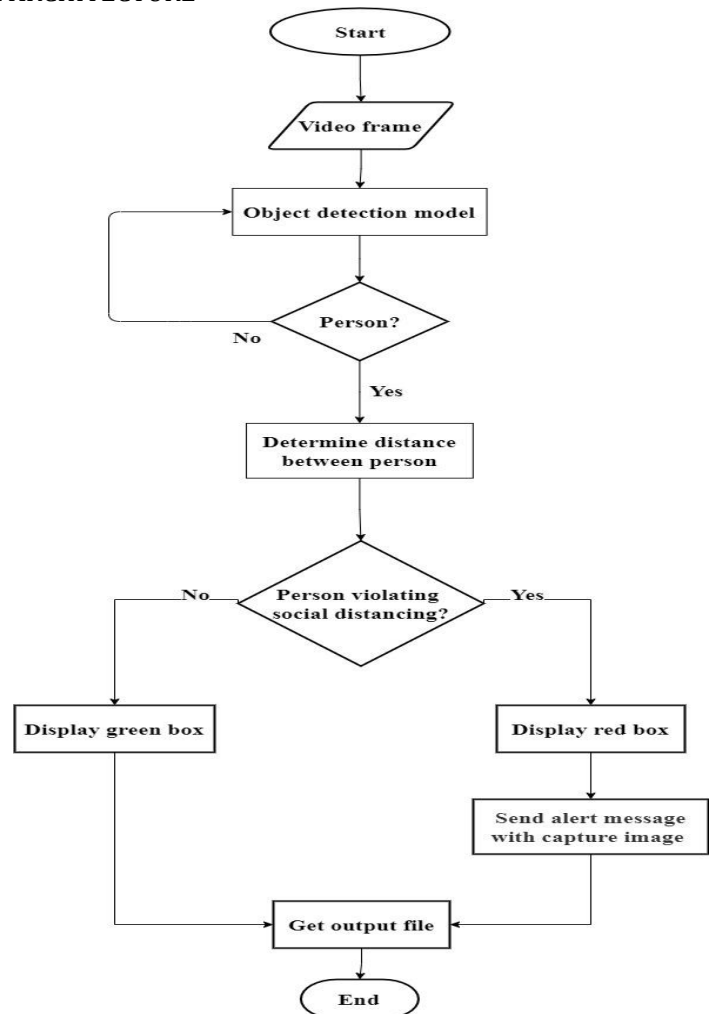 Start
Video frame
Object detection model
Person?
No
Yes
Determine distance
between person
Person violating
social distancing?
No
Yes
Display green box
Display red box
Send alert message
with capture image
Get output file
End